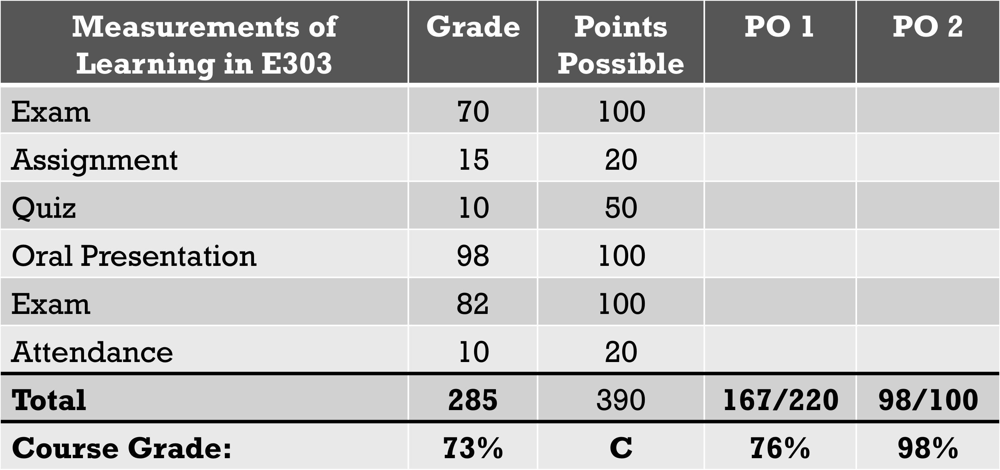 Measurements of Learning in E303 Grade Points Possible PO 1 PO 2
Exam 70 100
Assignment 15 20
Quiz 10 50
Oral Presentation 98 100
Exam 82 100
Attendance 10 20
Total 285 390 167/220 98/100
Course Grade: 73% C 76% 98%